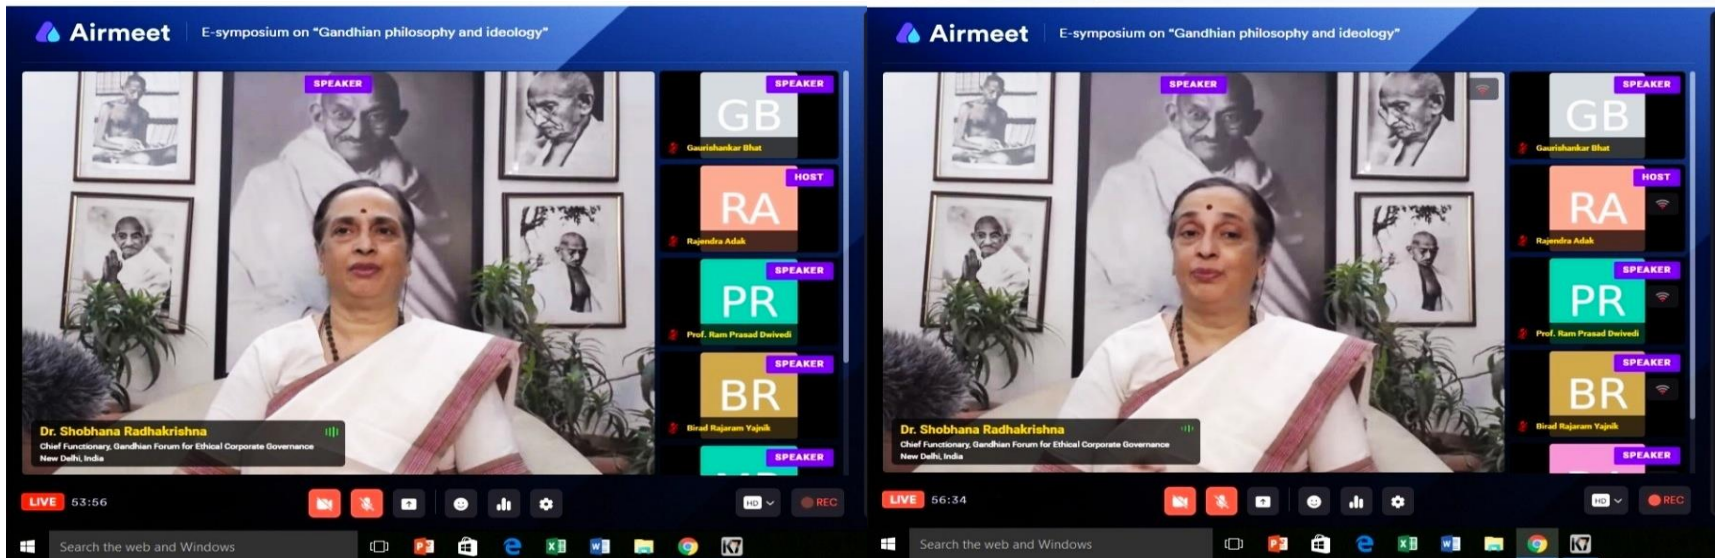 Airmeet
E-symposium on “Gandhian philosophy and ideology”
SPEAKER
Dr. Shobhana Radhakrishna
Chief Functionary, Gandhian Forum for Ethical Corporate Governance
New Delhi, India
SPEAKER
GB
Gaurishankar Bhat
HOST
RA
Rajendra Adak
SPEAKER
PR
Prof. Ram Prasad Dwivedi
SPEAKER
BR
Birad Rajaram Yajnik
SPEAKER
LIVE 53:56
HD
REC
Search the web and Windows
Airmeet
E-symposium on “Gandhian philosophy and ideology”
SPEAKER
Dr. Shobhana Radhakrishna
Chief Functionary, Gandhian Forum for Ethical Corporate Governance
New Delhi, India
SPEAKER
GB
Gaurishankar Bhat
HOST
RA
Rajendra Adak
SPEAKER
PR
Prof. Ram Prasad Dwivedi
SPEAKER
BR
Birad Rajaram Yajnik
SPEAKER
LIVE 56:34
HD
REC
Search the web and Windows